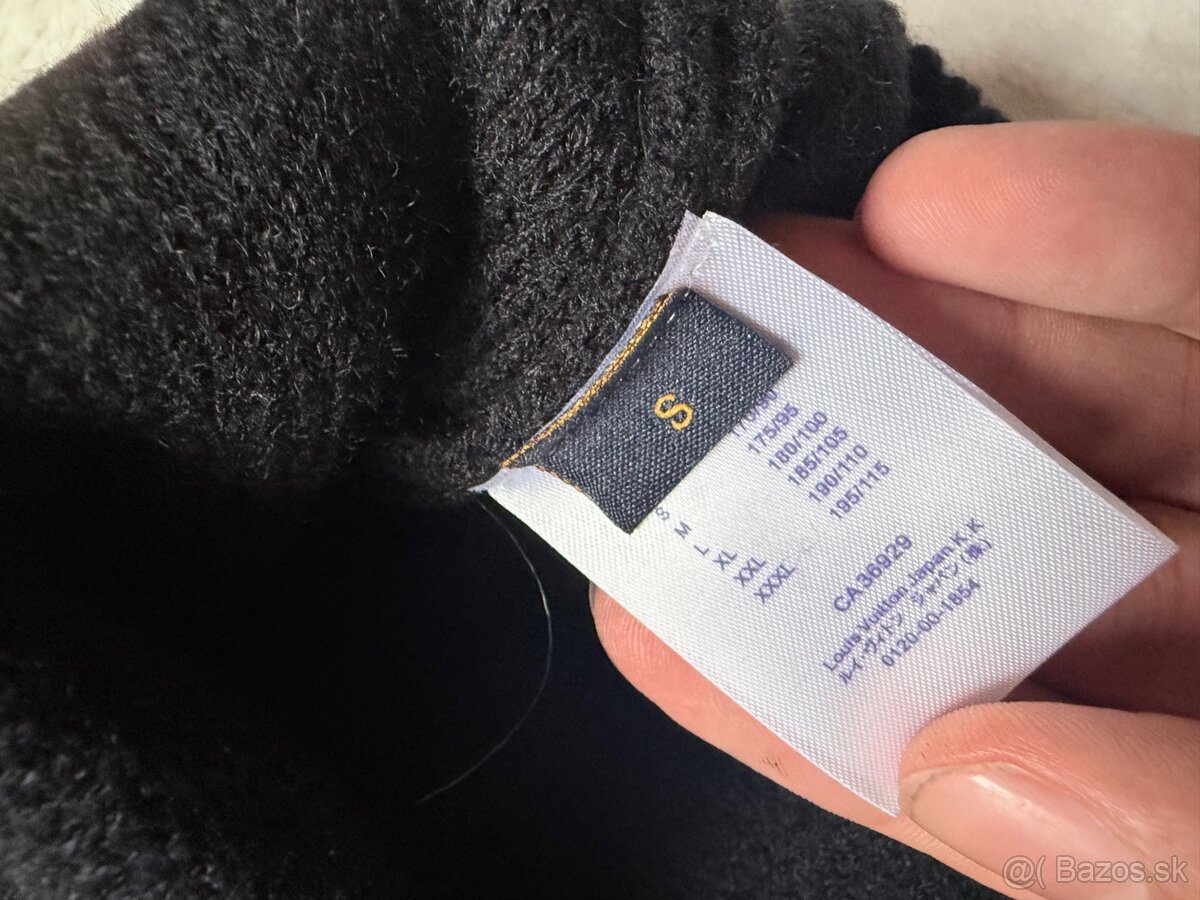 S
175/95
180/100
185/105
190/110
195/115
S
M
L
XL
XXL
XXXL
CA36929
Louis Vuitton Japan K.K
ルイ・ヴィトン ジャパン(株)
0120-00-1854
@( Bazos.sk